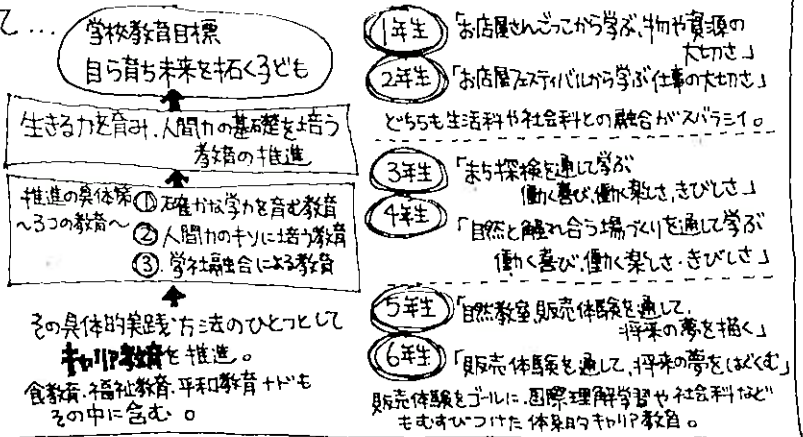 て…
学校教育目標
自ら育ち未来を拓く子ども
生きる力を育み、人間力の基礎を培う
教育の推進
推進の具体策
～3つの教育～
① 確かな学力を育む教育
② 人間力のキソに培う教育
③ 学社融合による教育
その具体的実践方法のひとつとして
キャリア教育を推進。
食教育、福祉教育、平和教育なども
その中に含む。
1年生 「お店屋さんごっこから学ぶ、物や資源の
大切さ」
2年生 「お店屋フェスティバルから学ぶ仕事の大切さ」
どちらも生活科や社会科との融合がスバラシイ。
3年生 「まち探検を通して学ぶ
働く喜び、働く楽しさ、きびしさ」
4年生
「自然と触れ合う場づくりを通して学ぶ
働く喜び、働く楽しさ・きびしさ」
5年生 「自然教室、販売体験を通して、
将来の夢を描く」
6年生 「販売体験を通して、将来の夢をはぐくむ」
販売体験をゴールに、国際理解学習や社会科など
もむすびつけた体系的キャリア教育。